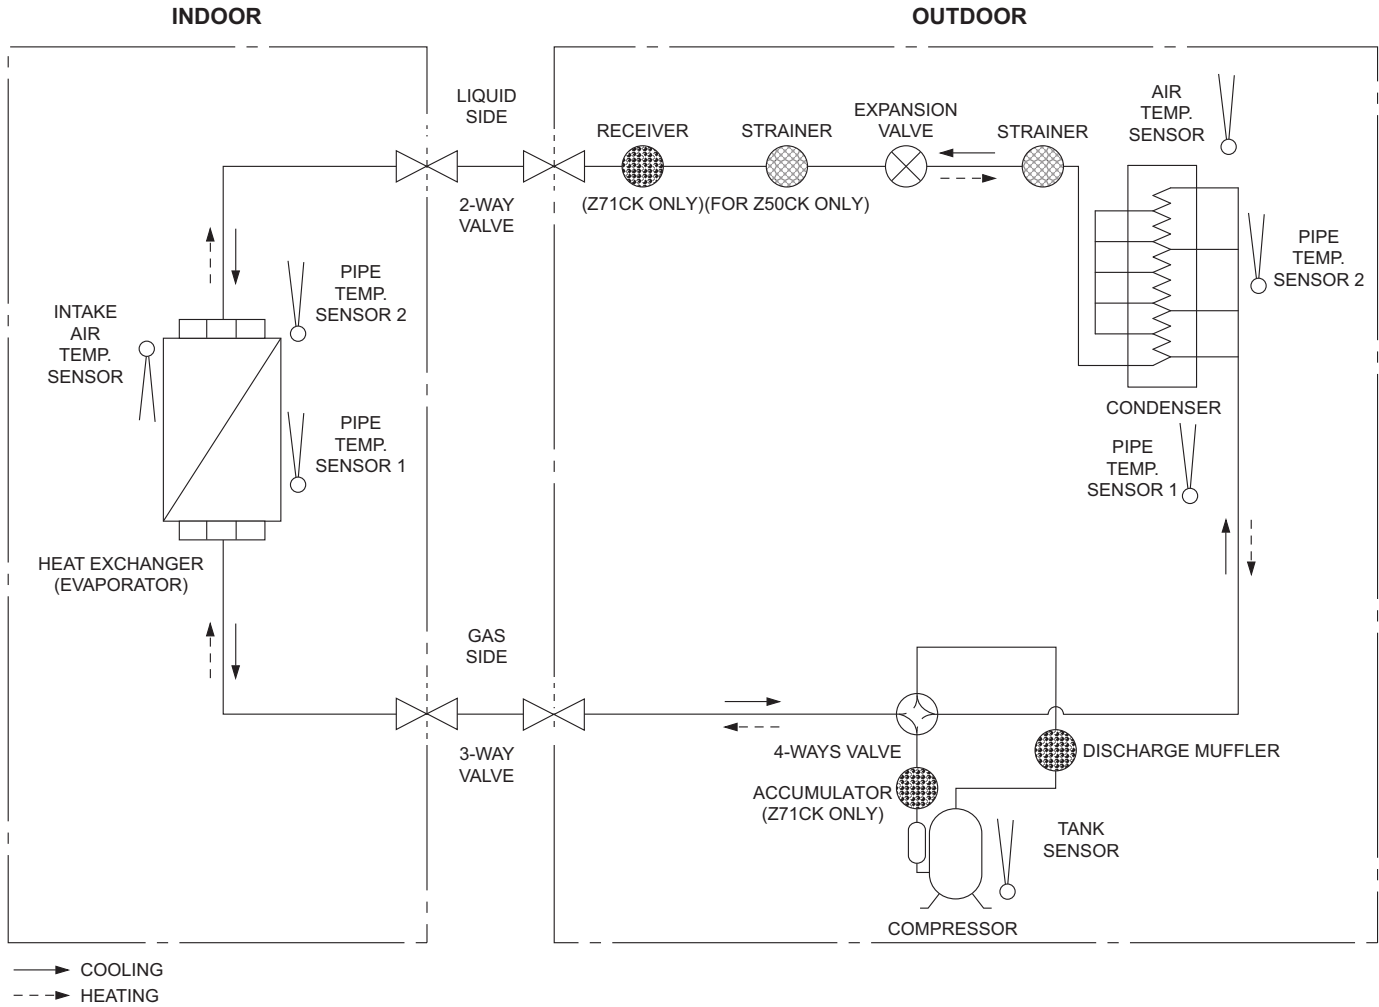 INDOOR
OUTDOOR
LIQUID
SIDE
2-WAY
VALVE
RECEIVER
(Z71CK ONLY)
STRAINER
(FOR Z50CK ONLY)
EXPANSION
VALVE
STRAINER
AIR
TEMP.
SENSOR
PIPE
TEMP.
SENSOR 2
CONDENSER
PIPE
TEMP.
SENSOR 1
INTAKE
AIR
TEMP.
SENSOR
PIPE
TEMP.
SENSOR 2
PIPE
TEMP.
SENSOR 1
HEAT EXCHANGER
(EVAPORATOR)
GAS
SIDE
3-WAY
VALVE
4-WAYS VALVE
DISCHARGE MUFFLER
ACCUMULATOR
(Z71CK ONLY)
TANK
SENSOR
COMPRESSOR
COOLING
HEATING